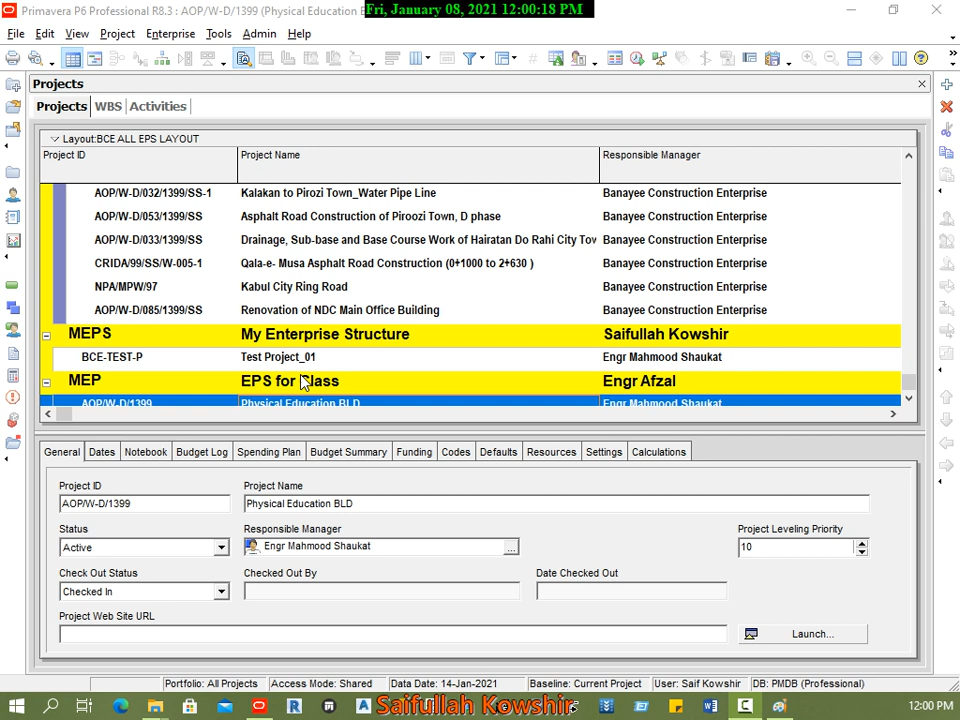 Primavera P6 Professional R8.3 : AOP/W-D/1399 (Physical Education B
Fri, January 08, 2021 12:00:18 PM
File Edit View Project Enterprise Tools Admin Help
Projects
Projects WBS Activities
Layout:BCE ALL EPS LAYOUT
Project ID Project Name Responsible Manager
AOP/W-D/032/1399/SS-1 Kalakan to Pirozi Town_Water Pipe Line Banayee Construction Enterprise
AOP/W-D/053/1399/SS Asphalt Road Construction of Piroozi Town, D phase Banayee Construction Enterprise
AOP/W-D/033/1399/SS Drainage, Sub-base and Base Course Work of Hairatan Do Rahi City Tow Banayee Construction Enterprise
CRIDA/99/SS/W-005-1 Qala-e- Musa Asphalt Road Construction (0+1000 to 2+630 ) Banayee Construction Enterprise
NPA/MPW/97 Kabul City Ring Road Banayee Construction Enterprise
AOP/W-D/085/1399/SS Renovation of NDC Main Office Building Banayee Construction Enterprise
MEPS My Enterprise Structure Saifullah Kowshir
BCE-TEST-P Test Project_01 Engr Mahmood Shaukat
MEP EPS for Class Engr Afzal
AOP/W-D/1399 Physical Education BLD Engr Mahmood Shaukat
General Dates Notebook Budget Log Spending Plan Budget Summary Funding Codes Defaults Resources Settings Calculations
Project ID Project Name
AOP/W-D/1399 Physical Education BLD
Status Responsible Manager Project Leveling Priority
Active Engr Mahmood Shaukat ... 10
Check Out Status Checked Out By Date Checked Out
Checked In
Project Web Site URL
Launch...
Portfolio: All Projects Access Mode: Shared Data Date: 14-Jan-2021 Baseline: Current Project User: Saif Kowshir DB: PMDB (Professional)
Saifullah Kowshir
12:00 PM